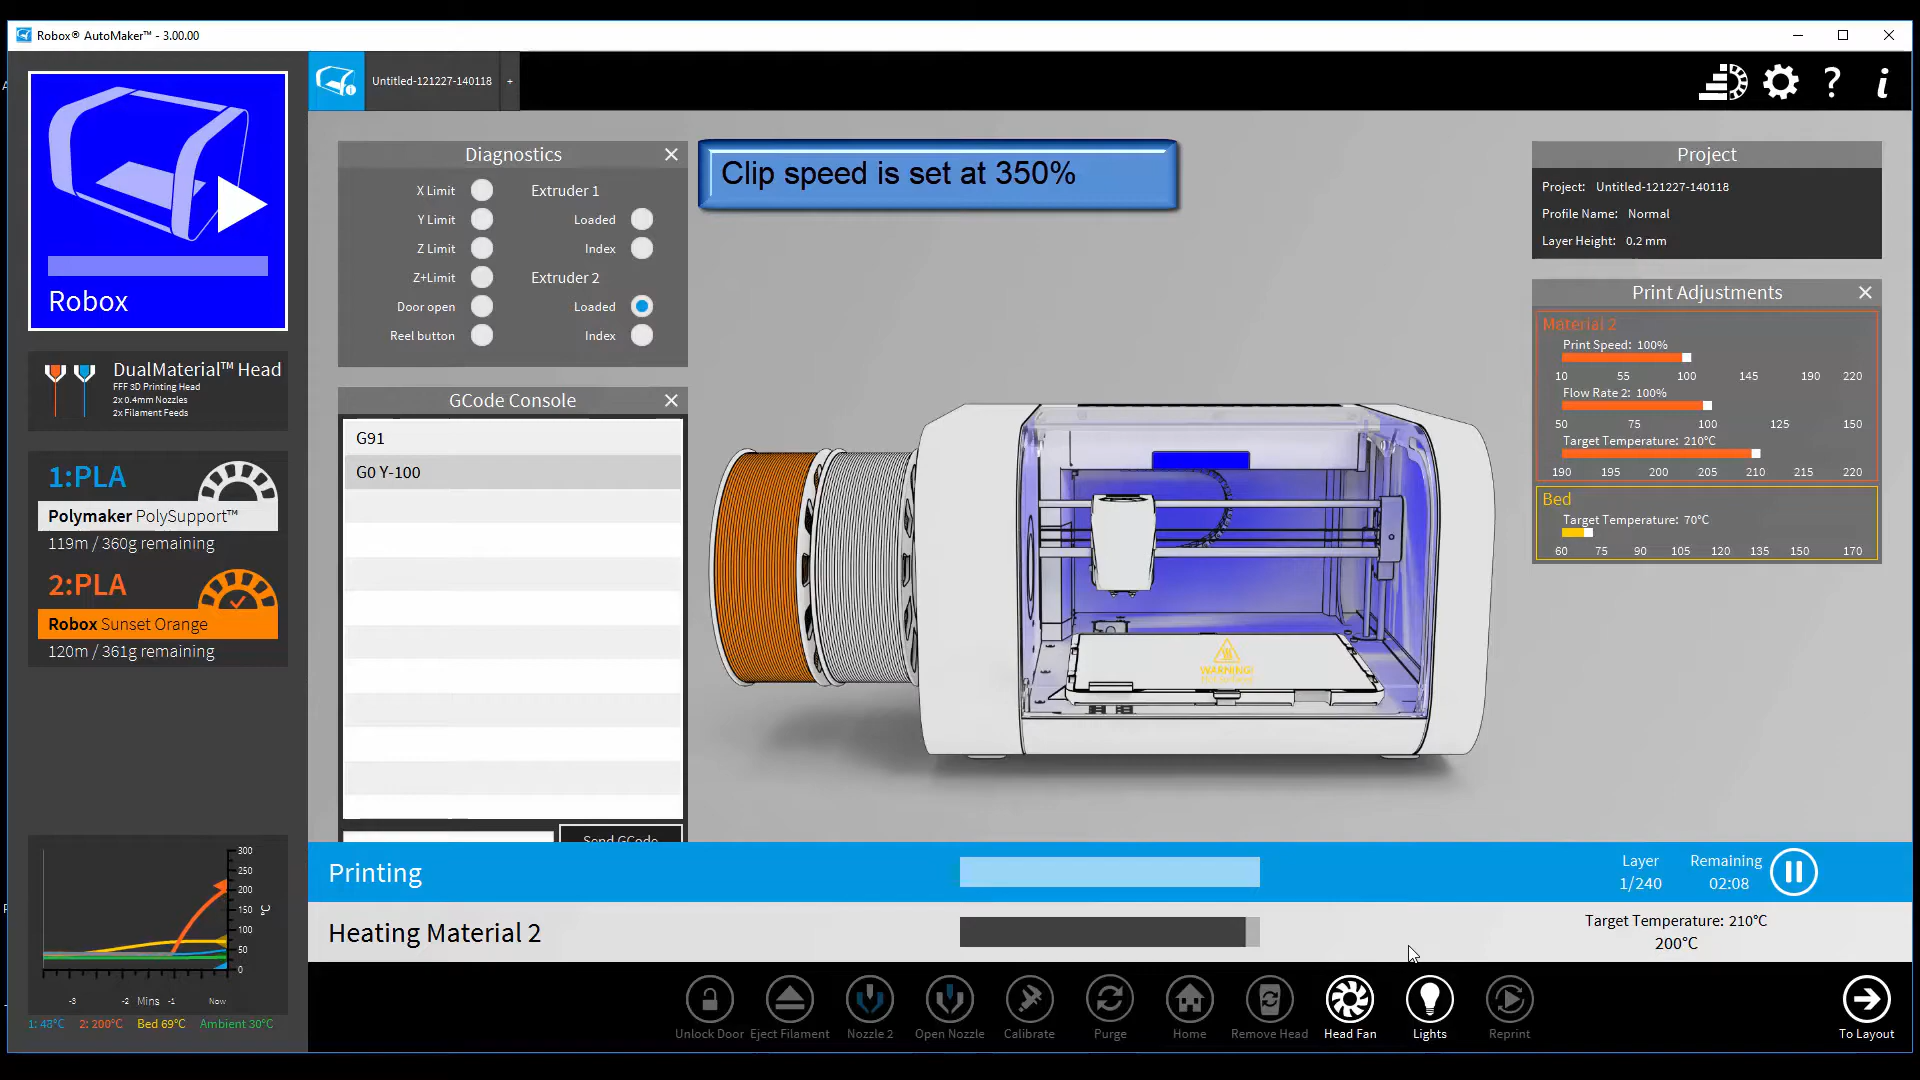 Robox® AutoMaker™ - 3.00.00
Untitled-121227-140118
+
Robox
DualMaterial™ Head
FFF 3D Printing Head
2x 0.4mm Nozzles
2x Filament Feeds
1:PLA
Polymaker PolySupport™
119m / 360g remaining
2:PLA
Robox Sunset Orange
120m / 361g remaining
300
250
200
150
100
50
0
°C
-3 -2 Mins -1 Now
1: 48°C 2: 200°C Bed 69°C Ambient 30°C
Diagnostics
X Limit
Y Limit
Z Limit
Z+Limit
Door open
Reel button
Extruder 1
Loaded
Index
Extruder 2
Loaded
Index
GCode Console
G91
G0 Y-100
Send GCode
Clip speed is set at 350%
WARNING!
Project
Project: Untitled-121227-140118
Profile Name: Normal
Layer Height: 0.2 mm
Print Adjustments
Material 2
Print Speed: 100%
10 55 100 145 190 220
Flow Rate 2: 100%
50 75 100 125 150
Target Temperature: 210°C
190 195 200 205 210 215 220
Bed
Target Temperature: 70°C
60 75 90 105 120 135 150 170
Printing
Layer
1/240
Remaining
02:08
Heating Material 2
Target Temperature: 210°C
200°C
Unlock Door
Eject Filament
Nozzle 2
Open Nozzle
Calibrate
Purge
Home
Remove Head
Head Fan
Lights
Reprint
To Layout